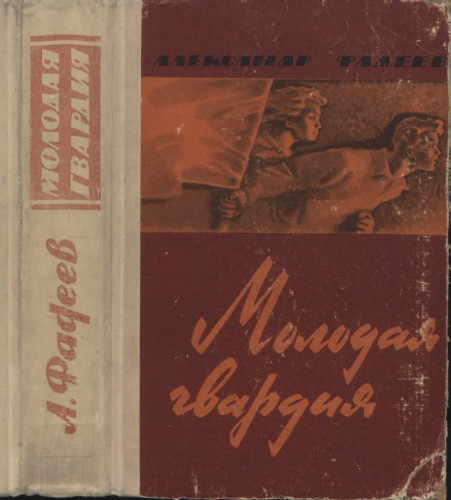 МОЛОДАЯ
ГВАРДИЯ
А. Фадеев
АЛЕКСАНДР ФАДЕЕВ
Молодая
гвардия